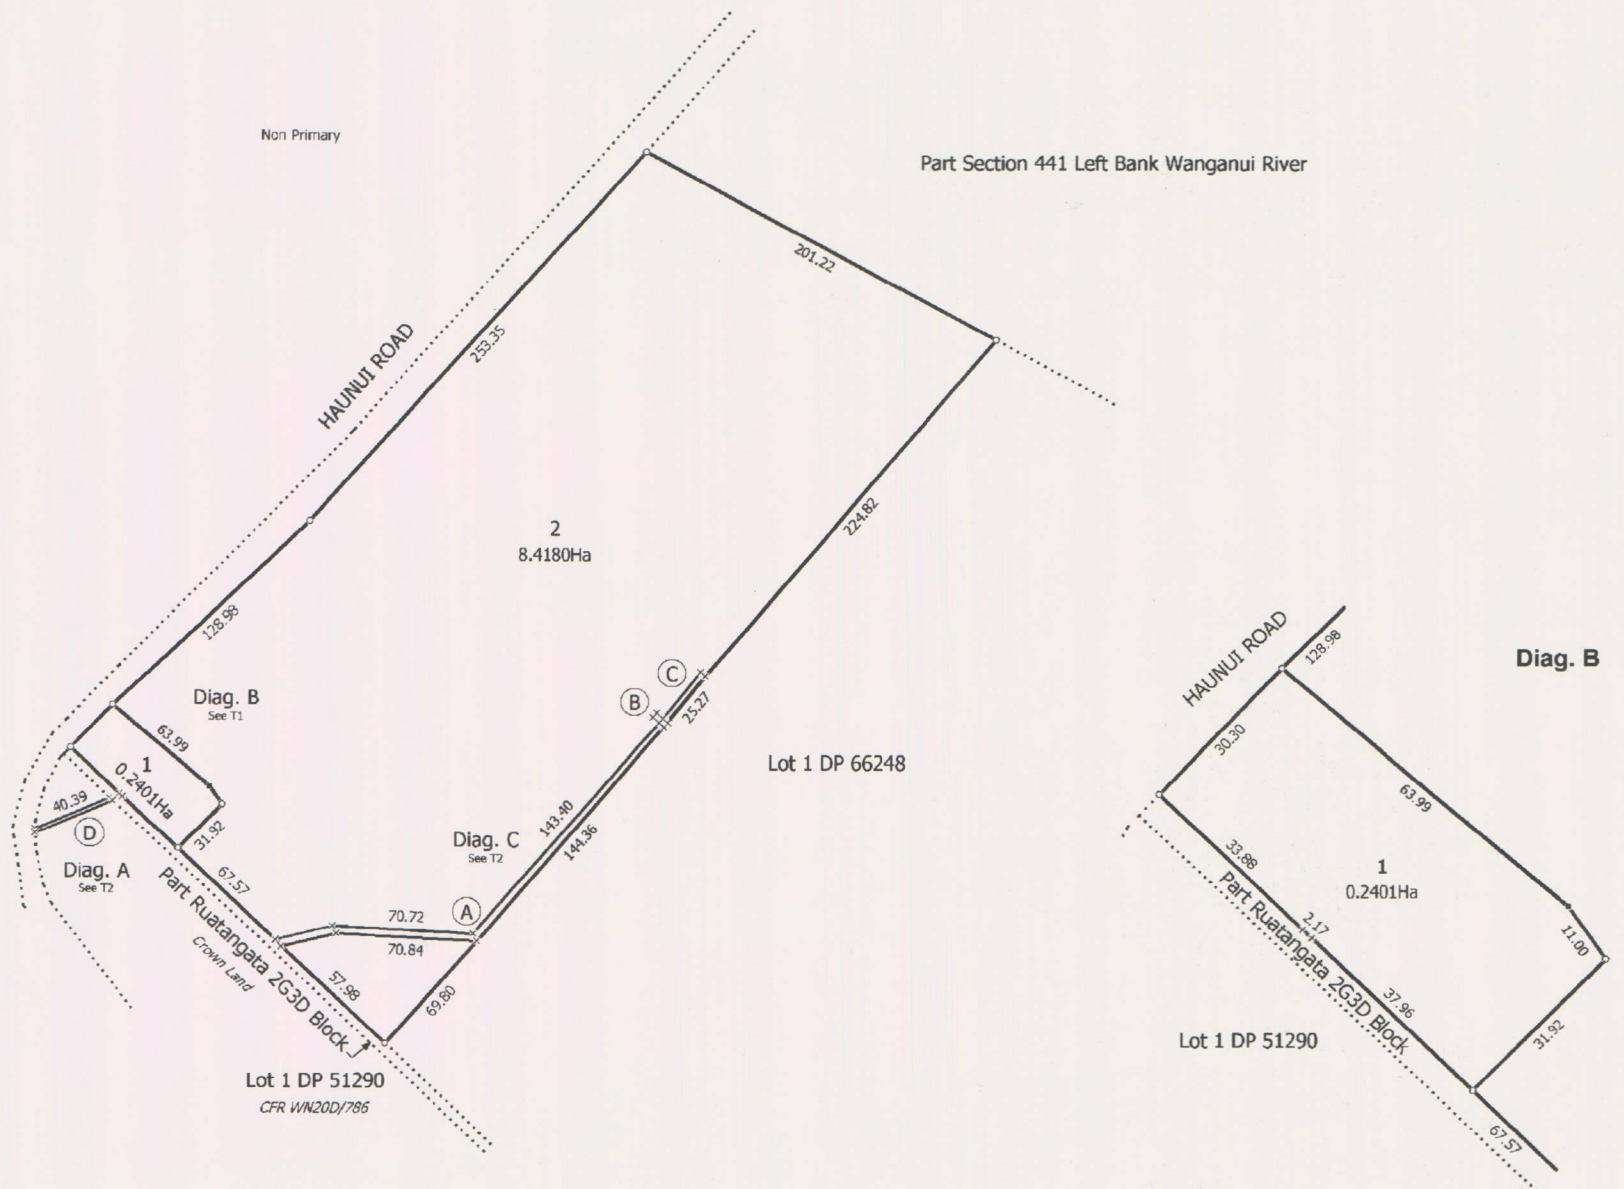 Non Primary
Part Section 441 Left Bank Wanganui River
201.22
HAUNUI ROAD
253.35
2
8.4180Ha
224.82
128.98
Diag. B
See T1
63.99
1
0.2401Ha
40.39
D
31.92
Diag. A
See T2
67.57
Part Ruatangata 2G3D Block
Crown Land
C
B
25.27
Lot 1 DP 66248
143.40
144.36
Diag. C
See T2
A
70.72
70.84
57.98
69.80
Lot 1 DP 51290
CFR WN20D/786
Diag. B
HAUNUI ROAD
128.98
30.30
63.99
33.88
1
0.2401Ha
2.17
11.00
Part Ruatangata 2G3D Block
37.96
31.92
Lot 1 DP 51290
67.57